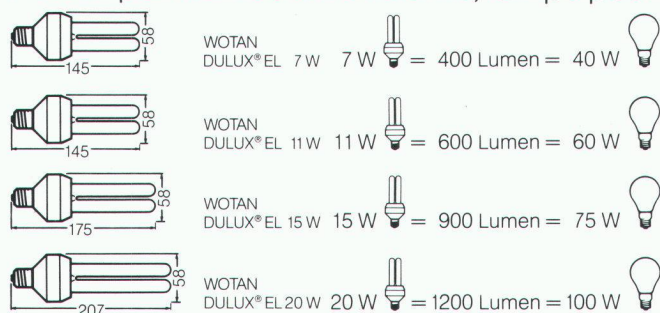 58
145
WOTAN
DULUX® EL 7 W 7 W = 400 Lumen = 40 W
58
145
WOTAN
DULUX® EL 11 W 11 W = 600 Lumen = 60 W
58
175
WOTAN
DULUX® EL 15 W 15 W = 900 Lumen = 75 W
58
207
WOTAN
DULUX® EL 20 W 20 W = 1200 Lumen = 100 W